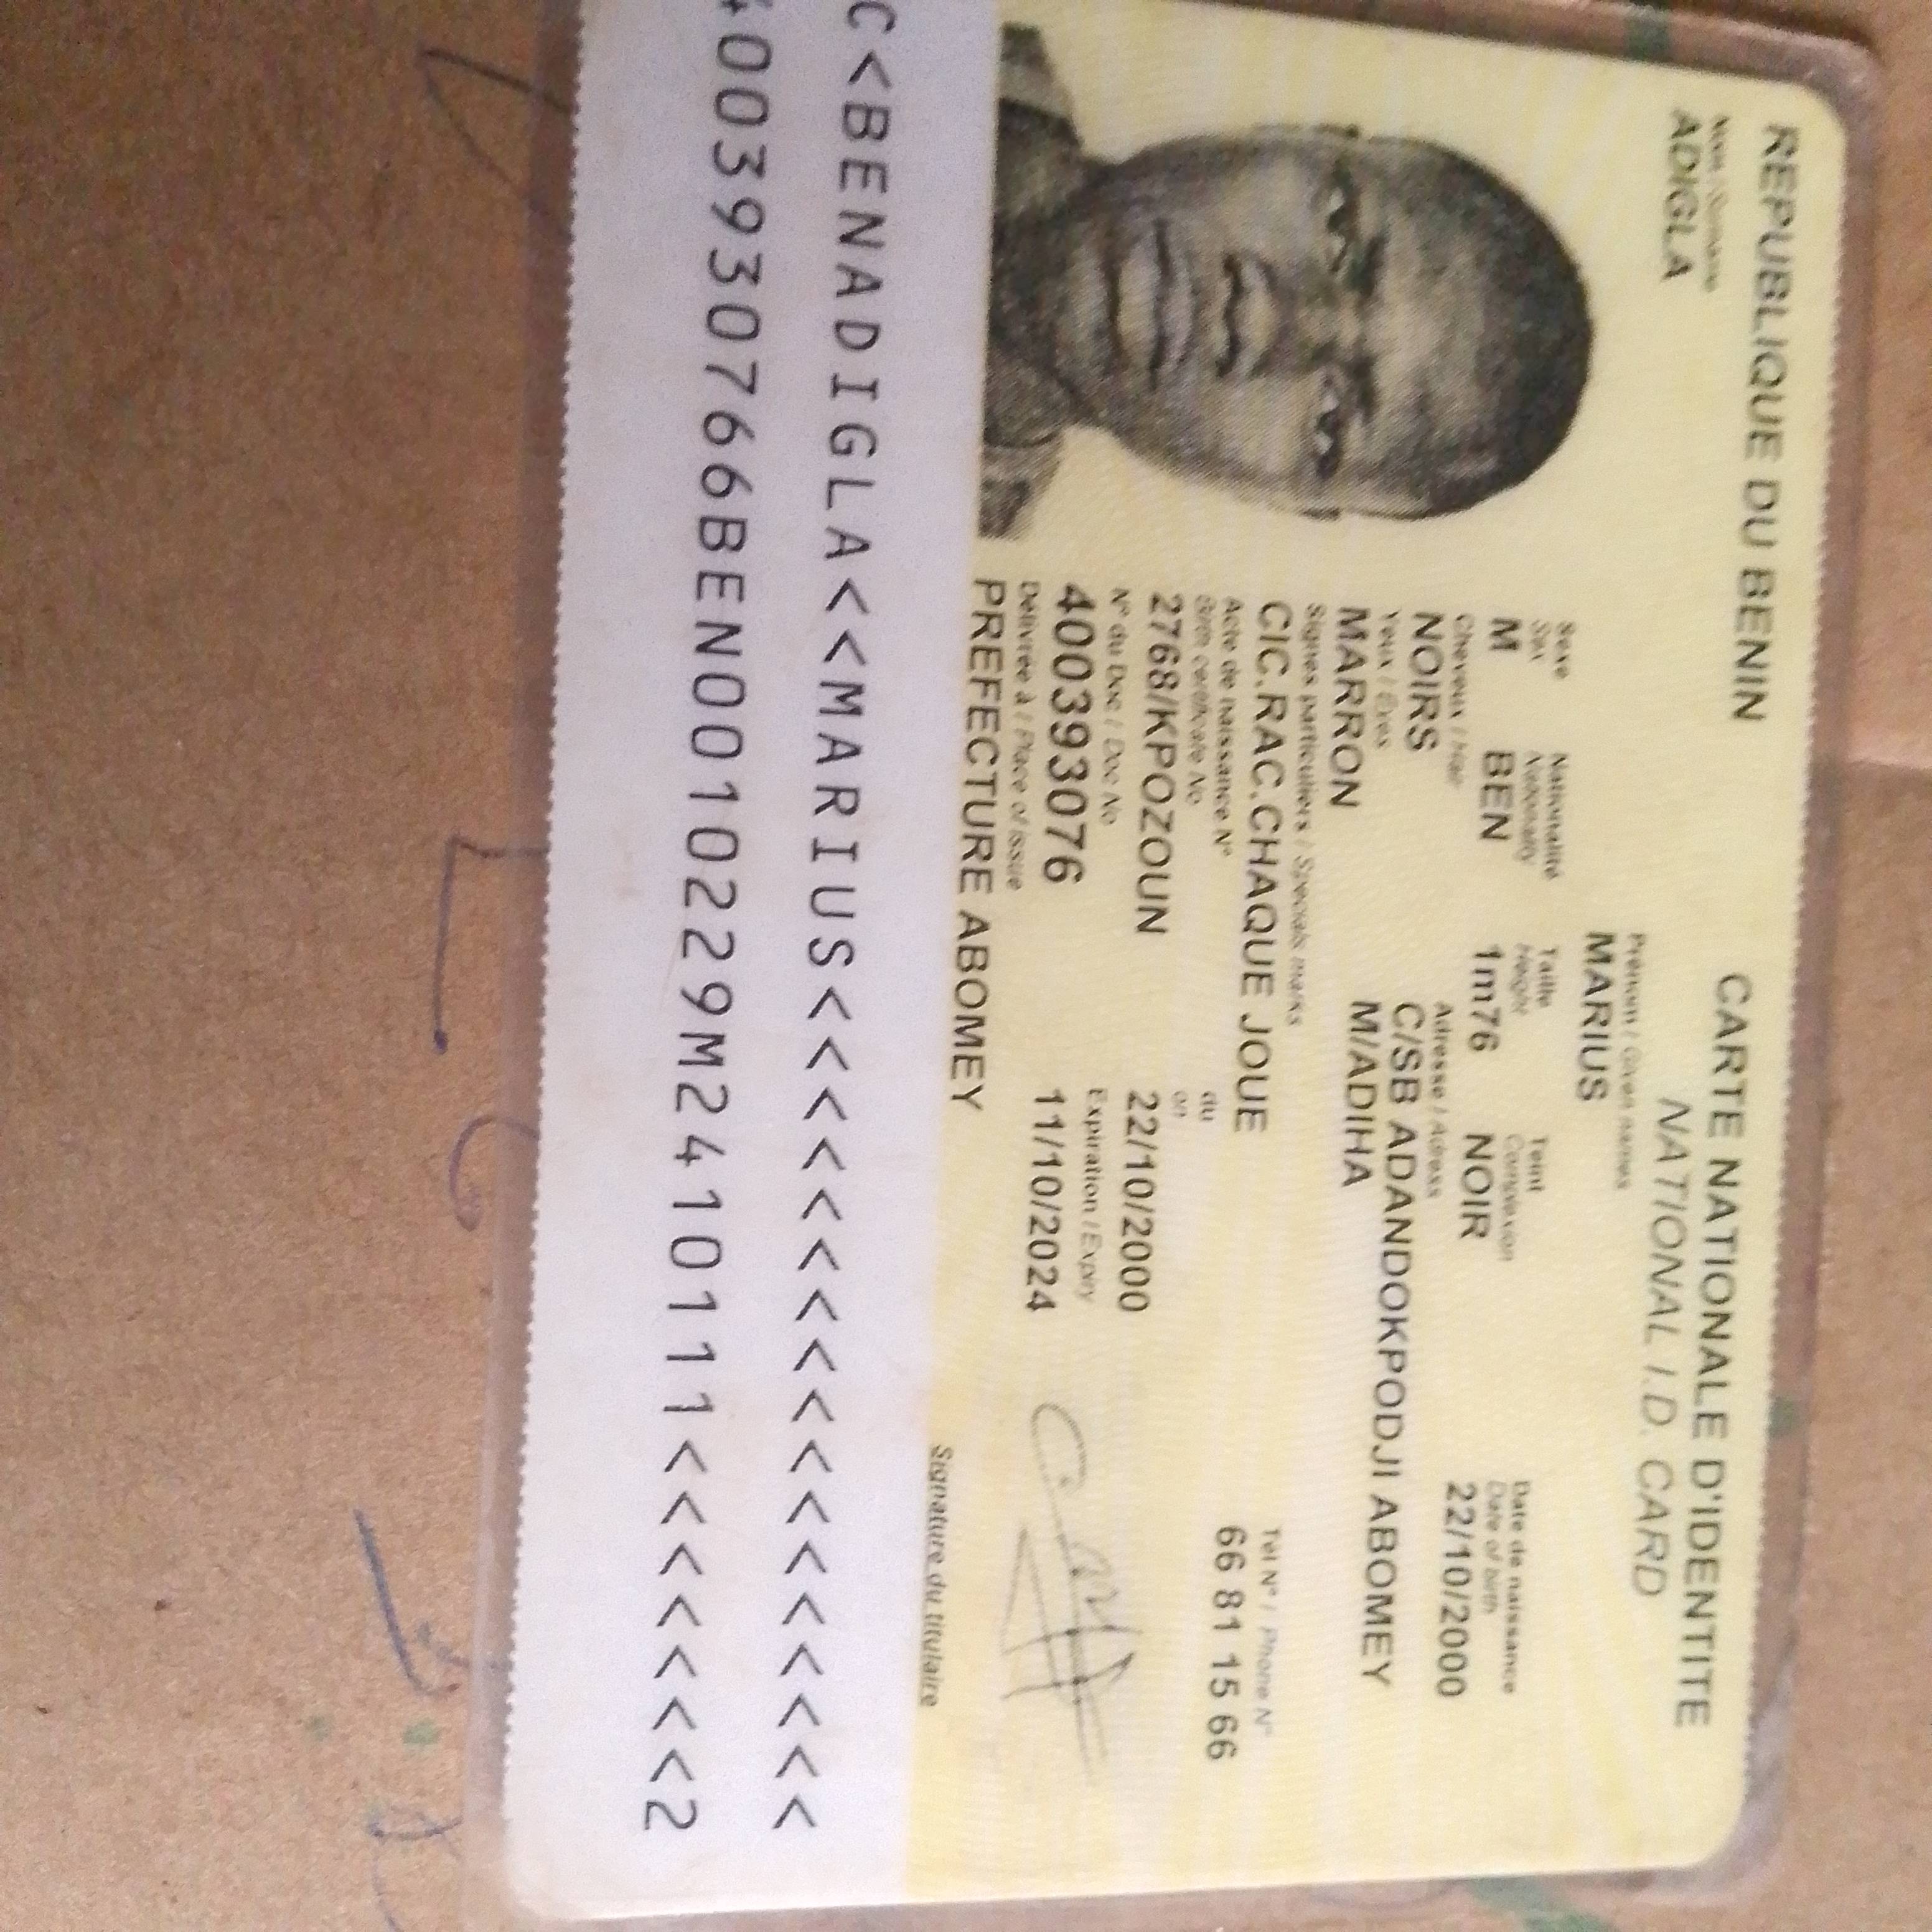 REPUBLIQUE DU BENIN
CARTE NATIONALE D'IDENTITE
NATIONAL I.D. CARD
Nom / Surname
ADIGLA
Prénom / Given names
MARIUS
Sexe Nationalité Taille Teint Date de naissance
Sex Nationality Height Complexion Date of birth
M BEN 1m76 NOIR 22/10/2000
Cheveux / Hair Adresse / Adress
NOIRS C/SB ADANDOKPODJI ABOMEY
Yeux / Eyes M/ADIHA
MARRON
Signes particuliers / Specials marks
CIC.RAC.CHAQUE JOUE
Tél N° / Phone N°
66 81 15 66
Acte de naissance N° du
Birth certificate No on
2768/KPOZOUN 22/10/2000
N° du Doc / Doc No Expiration / Expiry
4003930 76 11/10/2024
Délivrée à / Place of issue
PREFECTURE ABOMEY
Signature du titulaire
C<BENADIGLA<<MARIUS<<<<<<<<<<<<<<<<
40039307 66BEN0010229M2410111<<<<<<<2